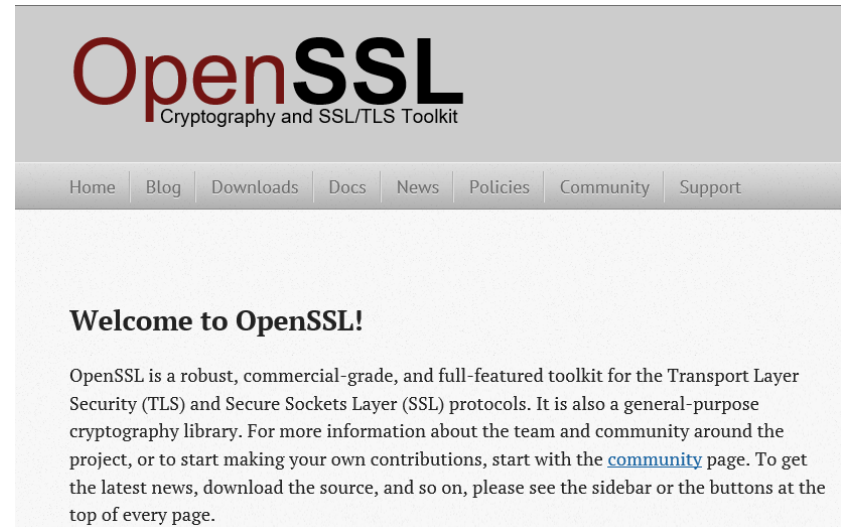 OpenSSL
Cryptography and SSL/TLS Toolkit
Home Blog Downloads Docs News Policies Community Support
Welcome to OpenSSL!
OpenSSL is a robust, commercial-grade, and full-featured toolkit for the Transport Layer
Security (TLS) and Secure Sockets Layer (SSL) protocols. It is also a general-purpose
cryptography library. For more information about the team and community around the
project, or to start making your own contributions, start with the community page. To get
the latest news, download the source, and so on, please see the sidebar or the buttons at the
top of every page.